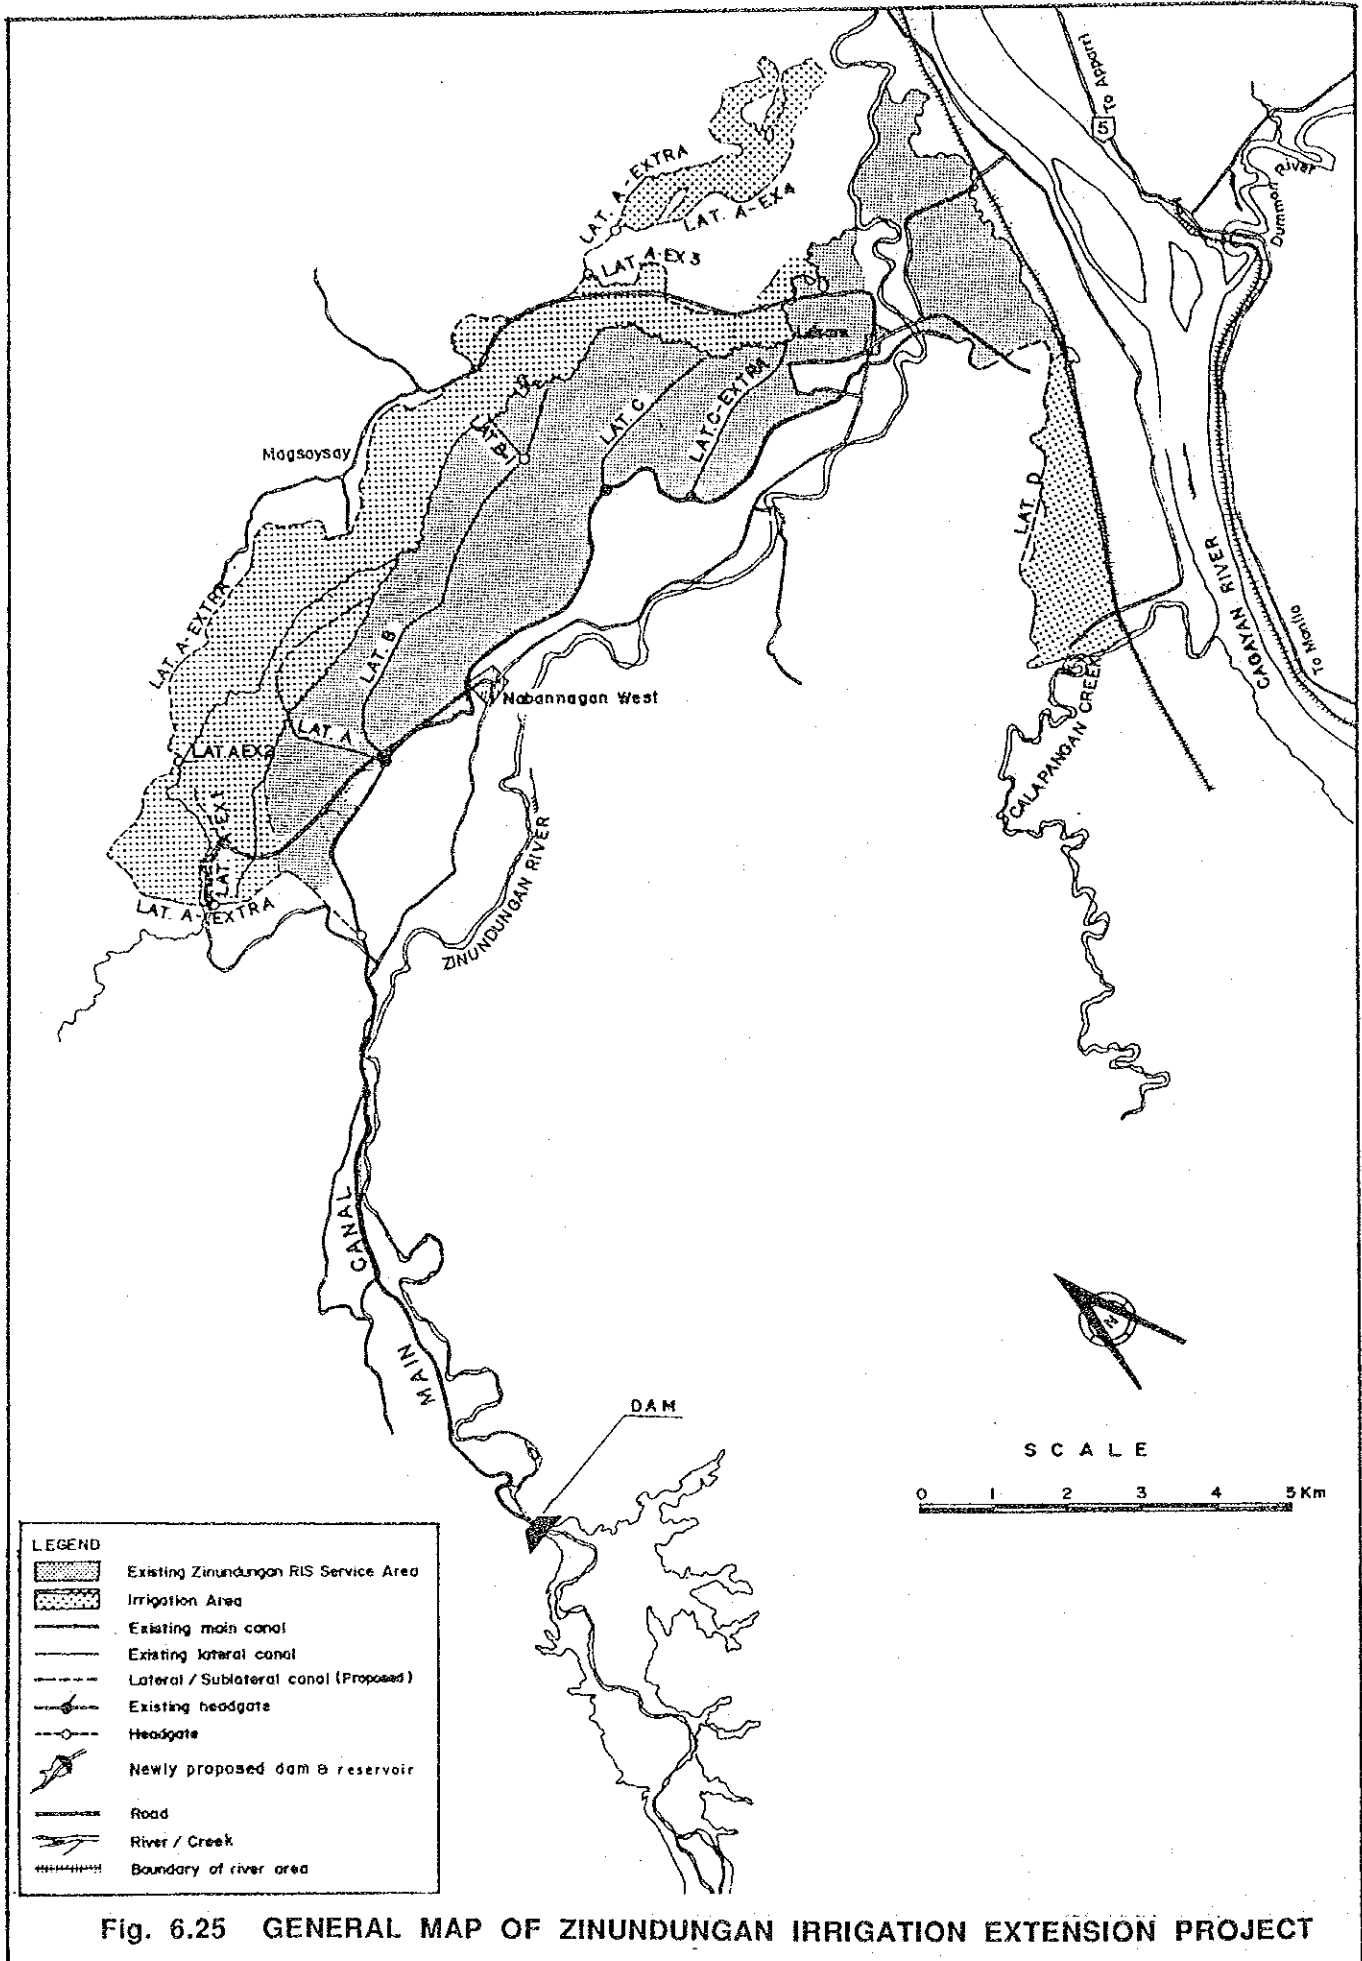 To Apparri
5
Dummon River
LAT. A-EXTRA
LAT. A-EX4
LAT. A-EX3
LAT. C
LAT. C-EXTRA
LAT. D
Magsaysay
LAT. A-EXTRA
LAT. B
LAT. A
LAT. A EX2
LAT. A-EX1
LAT. A-EXTRA
Nabannagan West
ZINUNDUNGAN RIVER
CALAPANGAN CREEK
CAGAYAN RIVER
To Manila
CANAL
MAIN
DAM
N
SCALE
0 1 2 3 4 5 Km
LEGEND
Existing Zinundungan RIS Service Area
Irrigation Area
Existing main canal
Existing lateral canal
Lateral / Sublateral canal (Proposed)
Existing headgate
Headgate
Newly proposed dam & reservoir
Road
River / Creek
Boundary of river area
Fig. 6.25 GENERAL MAP OF ZINUNDUNGAN IRRIGATION EXTENSION PROJECT